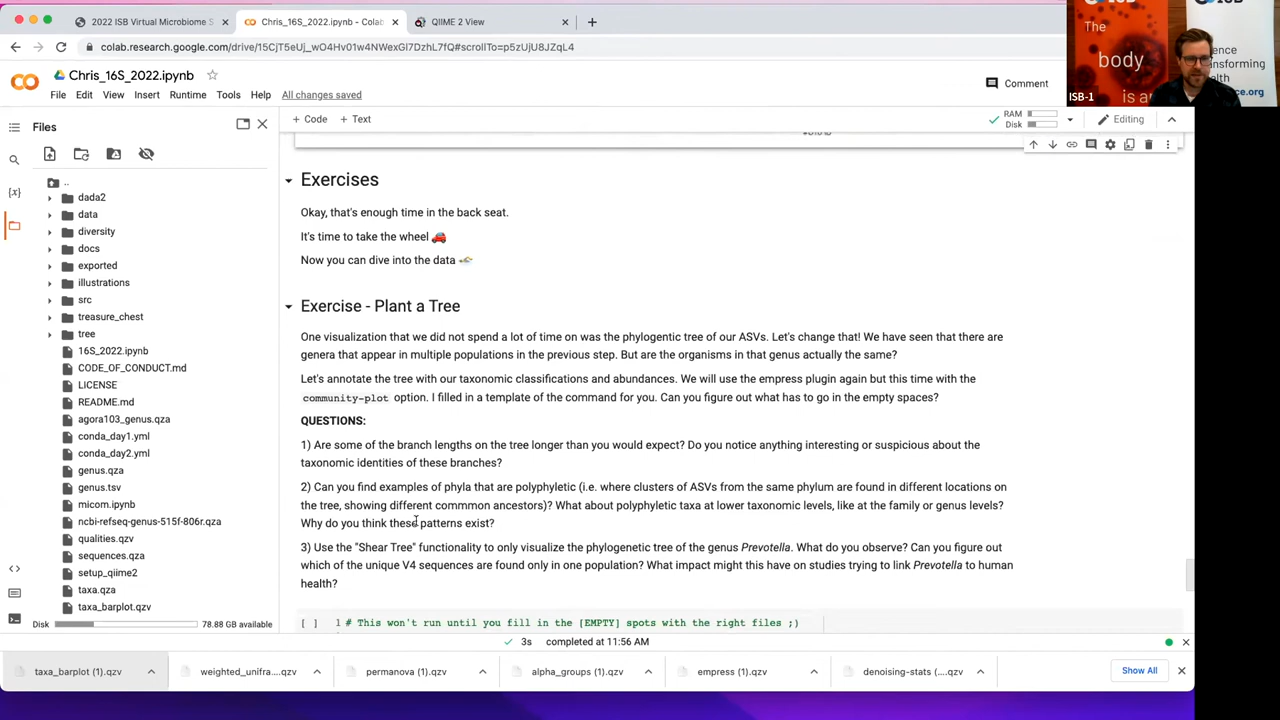 2022 ISB Virtual Microbiome S
Chris_16S_2022.ipynb - Colab
QIIME 2 View
colab.research.google.com/drive/15CjT5eUj_wO4Hv01w4NWexGl7DzhL7fQ#scrollTo=p5zUjU8JZqL4
Chris_16S_2022.ipynb
File Edit View Insert Runtime Tools Help All changes saved
Comment
The
body
is a
ISB-1
ISB
ence
nsforming
alth
ce.org
Files
+ Code + Text
RAM
Disk
Editing
..
dada2
data
diversity
docs
exported
illustrations
src
treasure_chest
tree
16S_2022.ipynb
CODE_OF_CONDUCT.md
LICENSE
README.md
agora103_genus.qza
conda_day1.yml
conda_day2.yml
genus.qza
genus.tsv
micom.ipynb
ncbi-refseq-genus-515f-806r.qza
qualities.qzv
sequences.qza
setup_qiime2
taxa.qza
taxa_barplot.qzv
Disk 78.88 GB available
Exercises
Okay, that's enough time in the back seat.
It's time to take the wheel 🚗
Now you can dive into the data
Exercise - Plant a Tree
One visualization that we did not spend a lot of time on was the phylogentic tree of our ASVs. Let's change that! We have seen that there are
genera that appear in multiple populations in the previous step. But are the organisms in that genus actually the same?
Let's annotate the tree with our taxonomic classifications and abundances. We will use the empress plugin again but this time with the
community-plot option. I filled in a template of the command for you. Can you figure out what has to go in the empty spaces?
QUESTIONS:
1) Are some of the branch lengths on the tree longer than you would expect? Do you notice anything interesting or suspicious about the
taxonomic identities of these branches?
2) Can you find examples of phyla that are polyphyletic (i.e. where clusters of ASVs from the same phylum are found in different locations on
the tree, showing different commmon ancestors)? What about polyphyletic taxa at lower taxonomic levels, like at the family or genus levels?
Why do you think these patterns exist?
3) Use the "Shear Tree" functionality to only visualize the phylogenetic tree of the genus Prevotella. What do you observe? Can you figure out
which of the unique V4 sequences are found only in one population? What impact might this have on studies trying to link Prevotella to human
health?
[ ] 1 # This won't run until you fill in the [EMPTY] spots with the right files ;)
3s completed at 11:56 AM
taxa_barplot (1).qzv
weighted_unifra....qzv
permanova (1).qzv
alpha_groups (1).qzv
empress (1).qzv
denoising-stats (....qzv
Show All